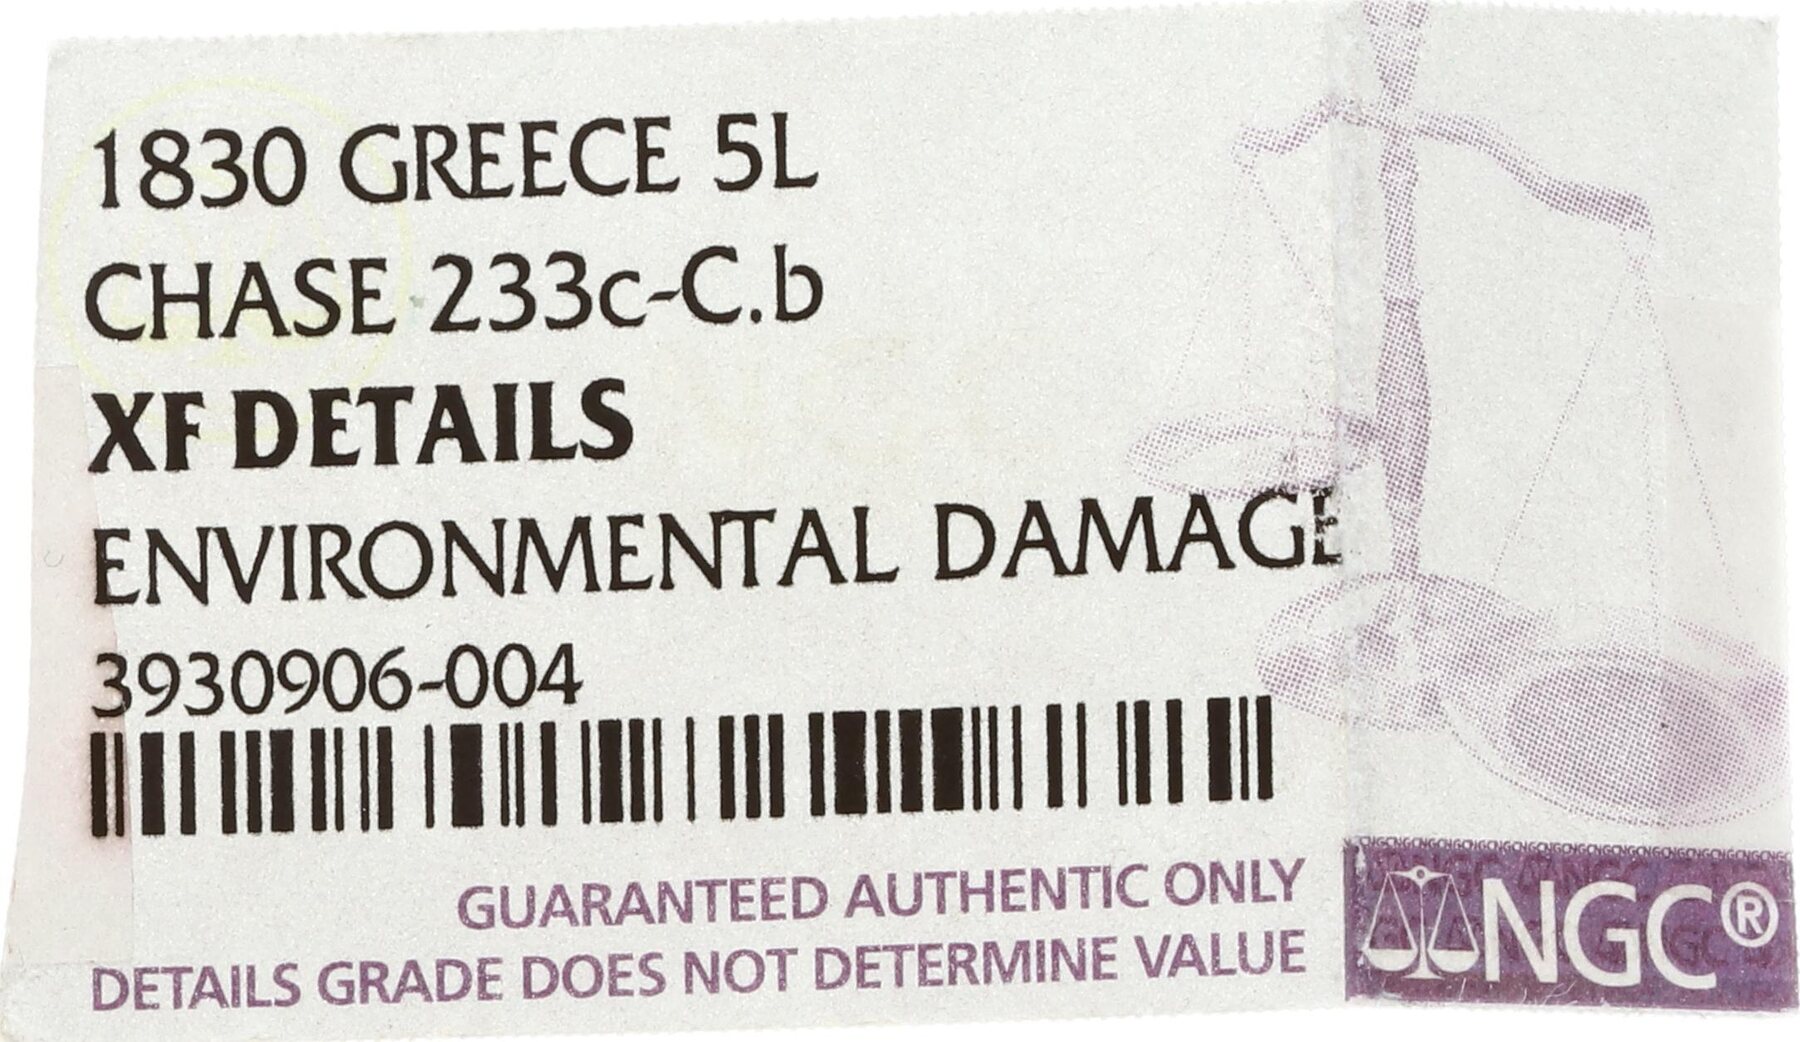 1830 GREECE 5L
CHASE 233c-C.b
XF DETAILS
ENVIRONMENTAL DAMAGE
3930906-004
GUARANTEED AUTHENTIC ONLY
DETAILS GRADE DOES NOT DETERMINE VALUE
NGC®